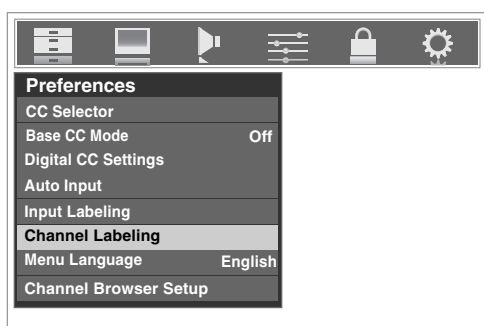 Preferences
CC Selector
Base CC Mode Off
Digital CC Settings
Auto Input
Input Labeling
Channel Labeling
Menu Language English
Channel Browser Setup